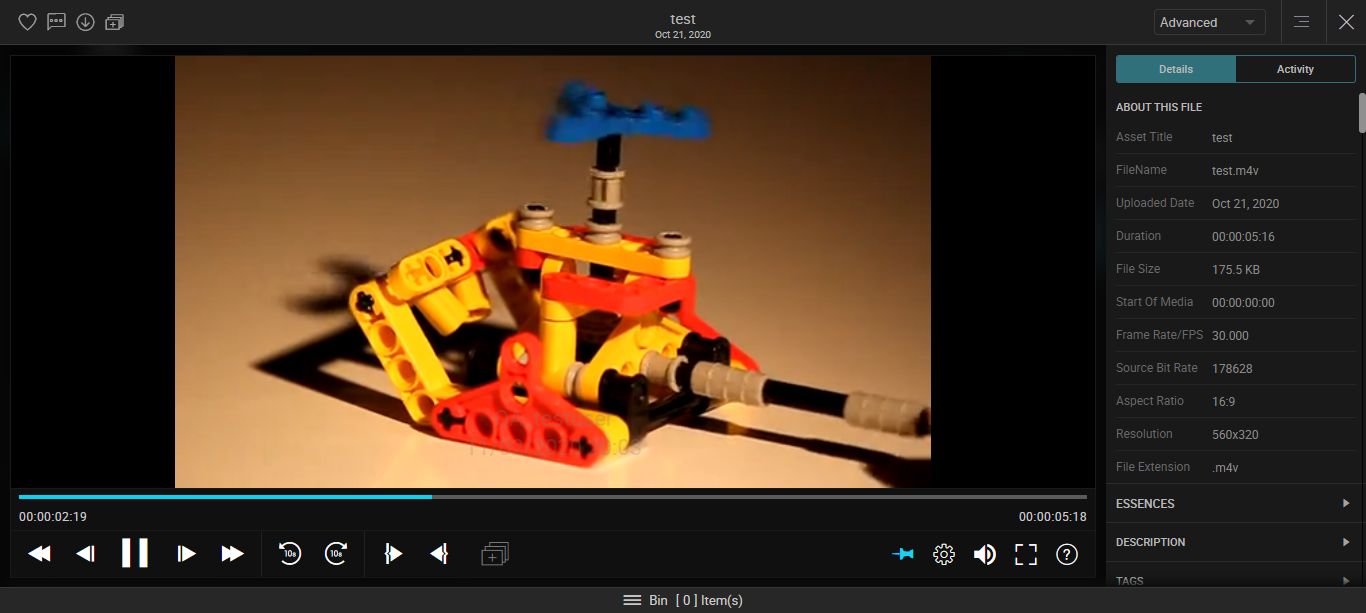 test
Oct 21, 2020
Advanced
Details
Activity
ABOUT THIS FILE
Asset Title test
FileName test.m4v
Uploaded Date Oct 21, 2020
Duration 00:00:05:16
File Size 175.5 KB
Start Of Media 00:00:00:00
Frame Rate/FPS 30.000
Source Bit Rate 178628
Aspect Ratio 16:9
Resolution 560x320
File Extension .m4v
ESSENCES
DESCRIPTION
TAGS
00:00:02:19
00:00:05:18
10s
10s
?
Bin [ 0 ] Item(s)